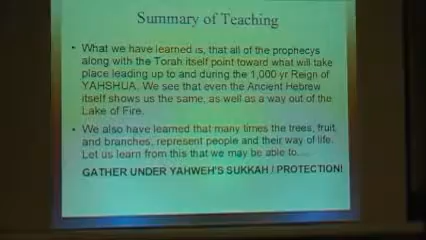 Summary of Teaching
• What we have learned is, that all of the prophecys
along with the Torah itself point toward what will take
place leading up to and during the 1,000 yr Reign of
YAHSHUA. We see that even the Ancient Hebrew
itself shows us the same, as well as a way out of the
Lake of Fire.
• We also have learned that many times the trees, fruit,
and branches, represent people and their way of life.
Let us learn from this that we may be able to....
GATHER UNDER YAHWEH'S SUKKAH / PROTECTION!